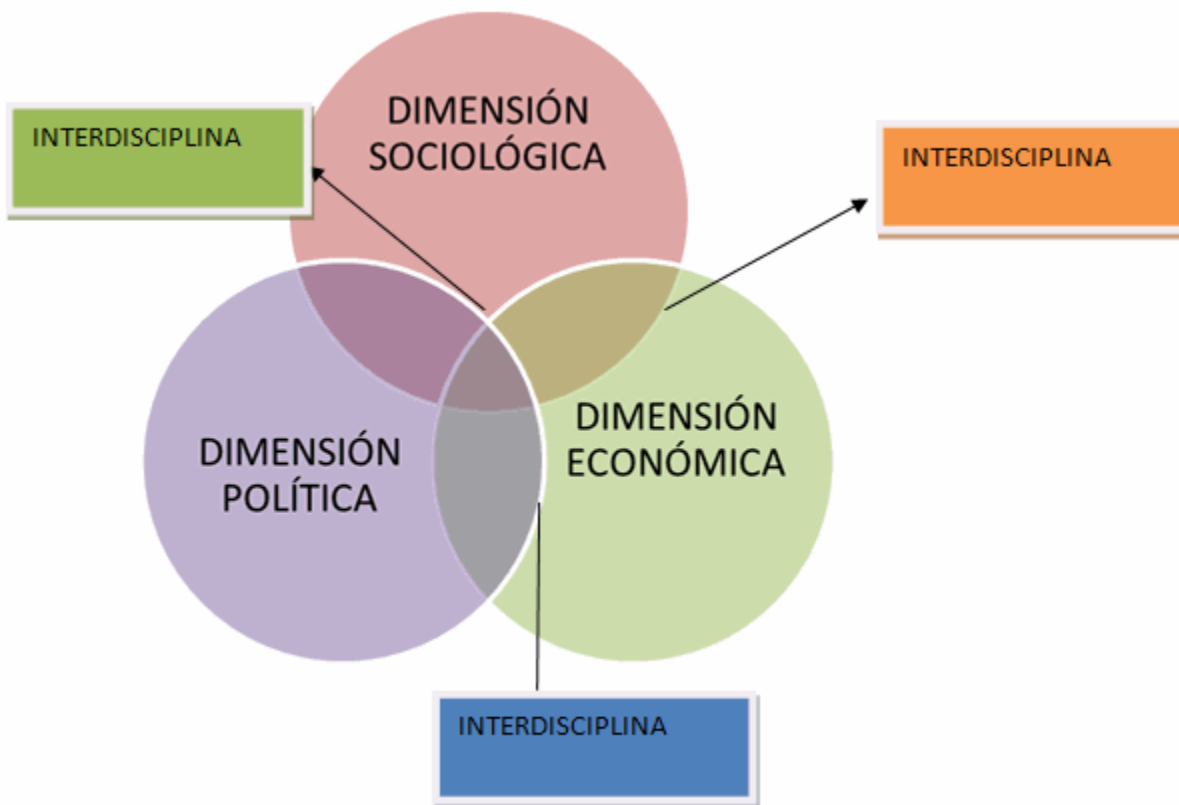 DIMENSIÓN
SOCIOLÓGICA
INTERDISCIPLINA
INTERDISCIPLINA
DIMENSIÓN
POLÍTICA
DIMENSIÓN
ECONÓMICA
INTERDISCIPLINA